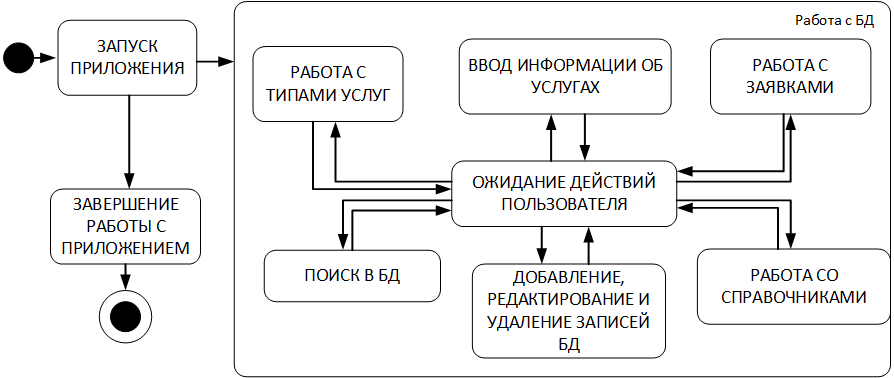 Работа с БД
ЗАПУСК
ПРИЛОЖЕНИЯ
РАБОТА С
ТИПАМИ УСЛУГ
ВВОД ИНФОРМАЦИИ ОБ
УСЛУГАХ
РАБОТА С
ЗАЯВКАМИ
ОЖИДАНИЕ ДЕЙСТВИЙ
ПОЛЬЗОВАТЕЛЯ
ЗАВЕРШЕНИЕ
РАБОТЫ С
ПРИЛОЖЕНИЕМ
ПОИСК В БД
ДОБАВЛЕНИЕ,
РЕДАКТИРОВАНИЕ И
УДАЛЕНИЕ ЗАПИСЕЙ
БД
РАБОТА СО
СПРАВОЧНИКАМИ